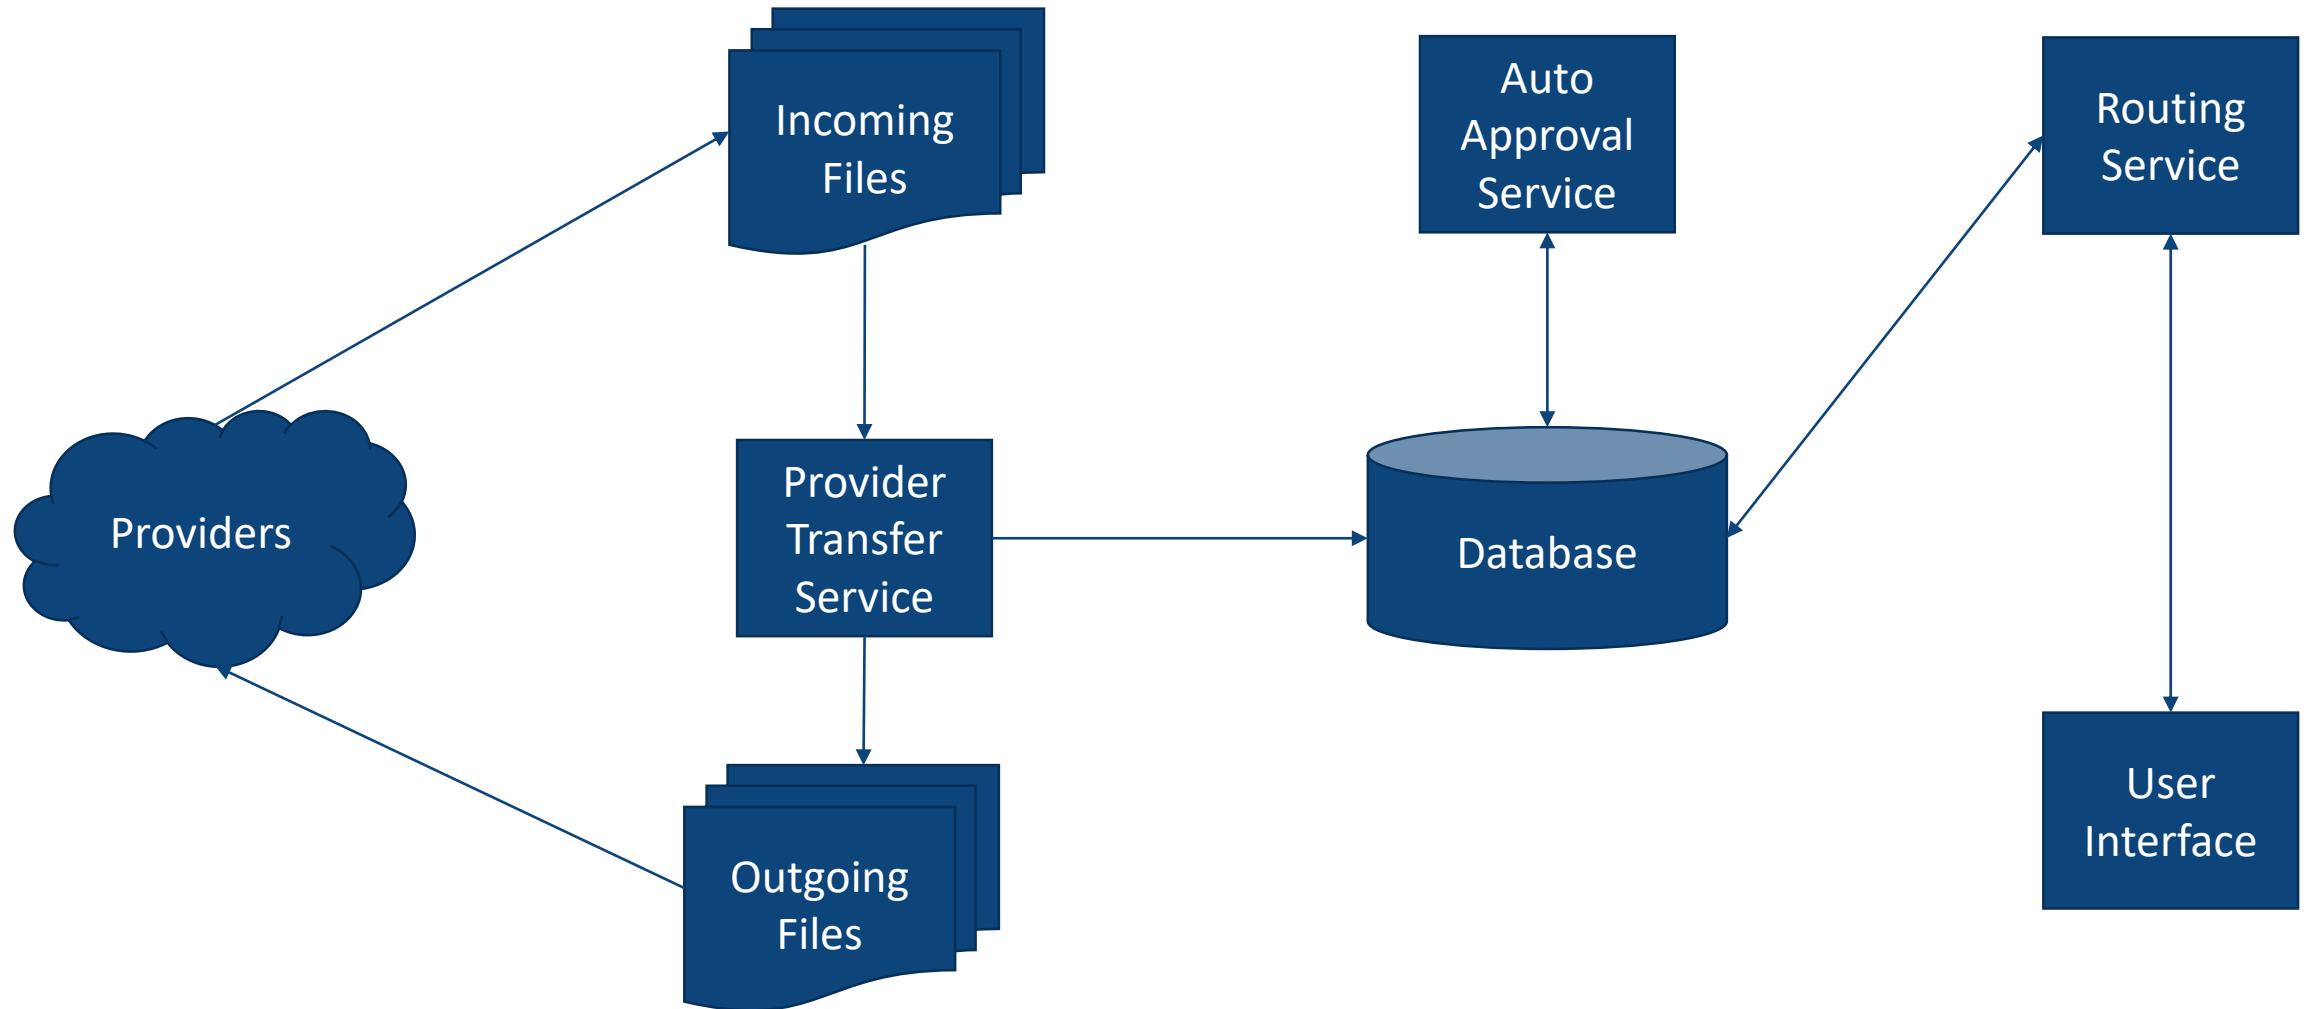 Incoming
Files
Auto
Approval
Service
Routing
Service
Providers
Provider
Transfer
Service
Database
Outgoing
Files
User
Interface